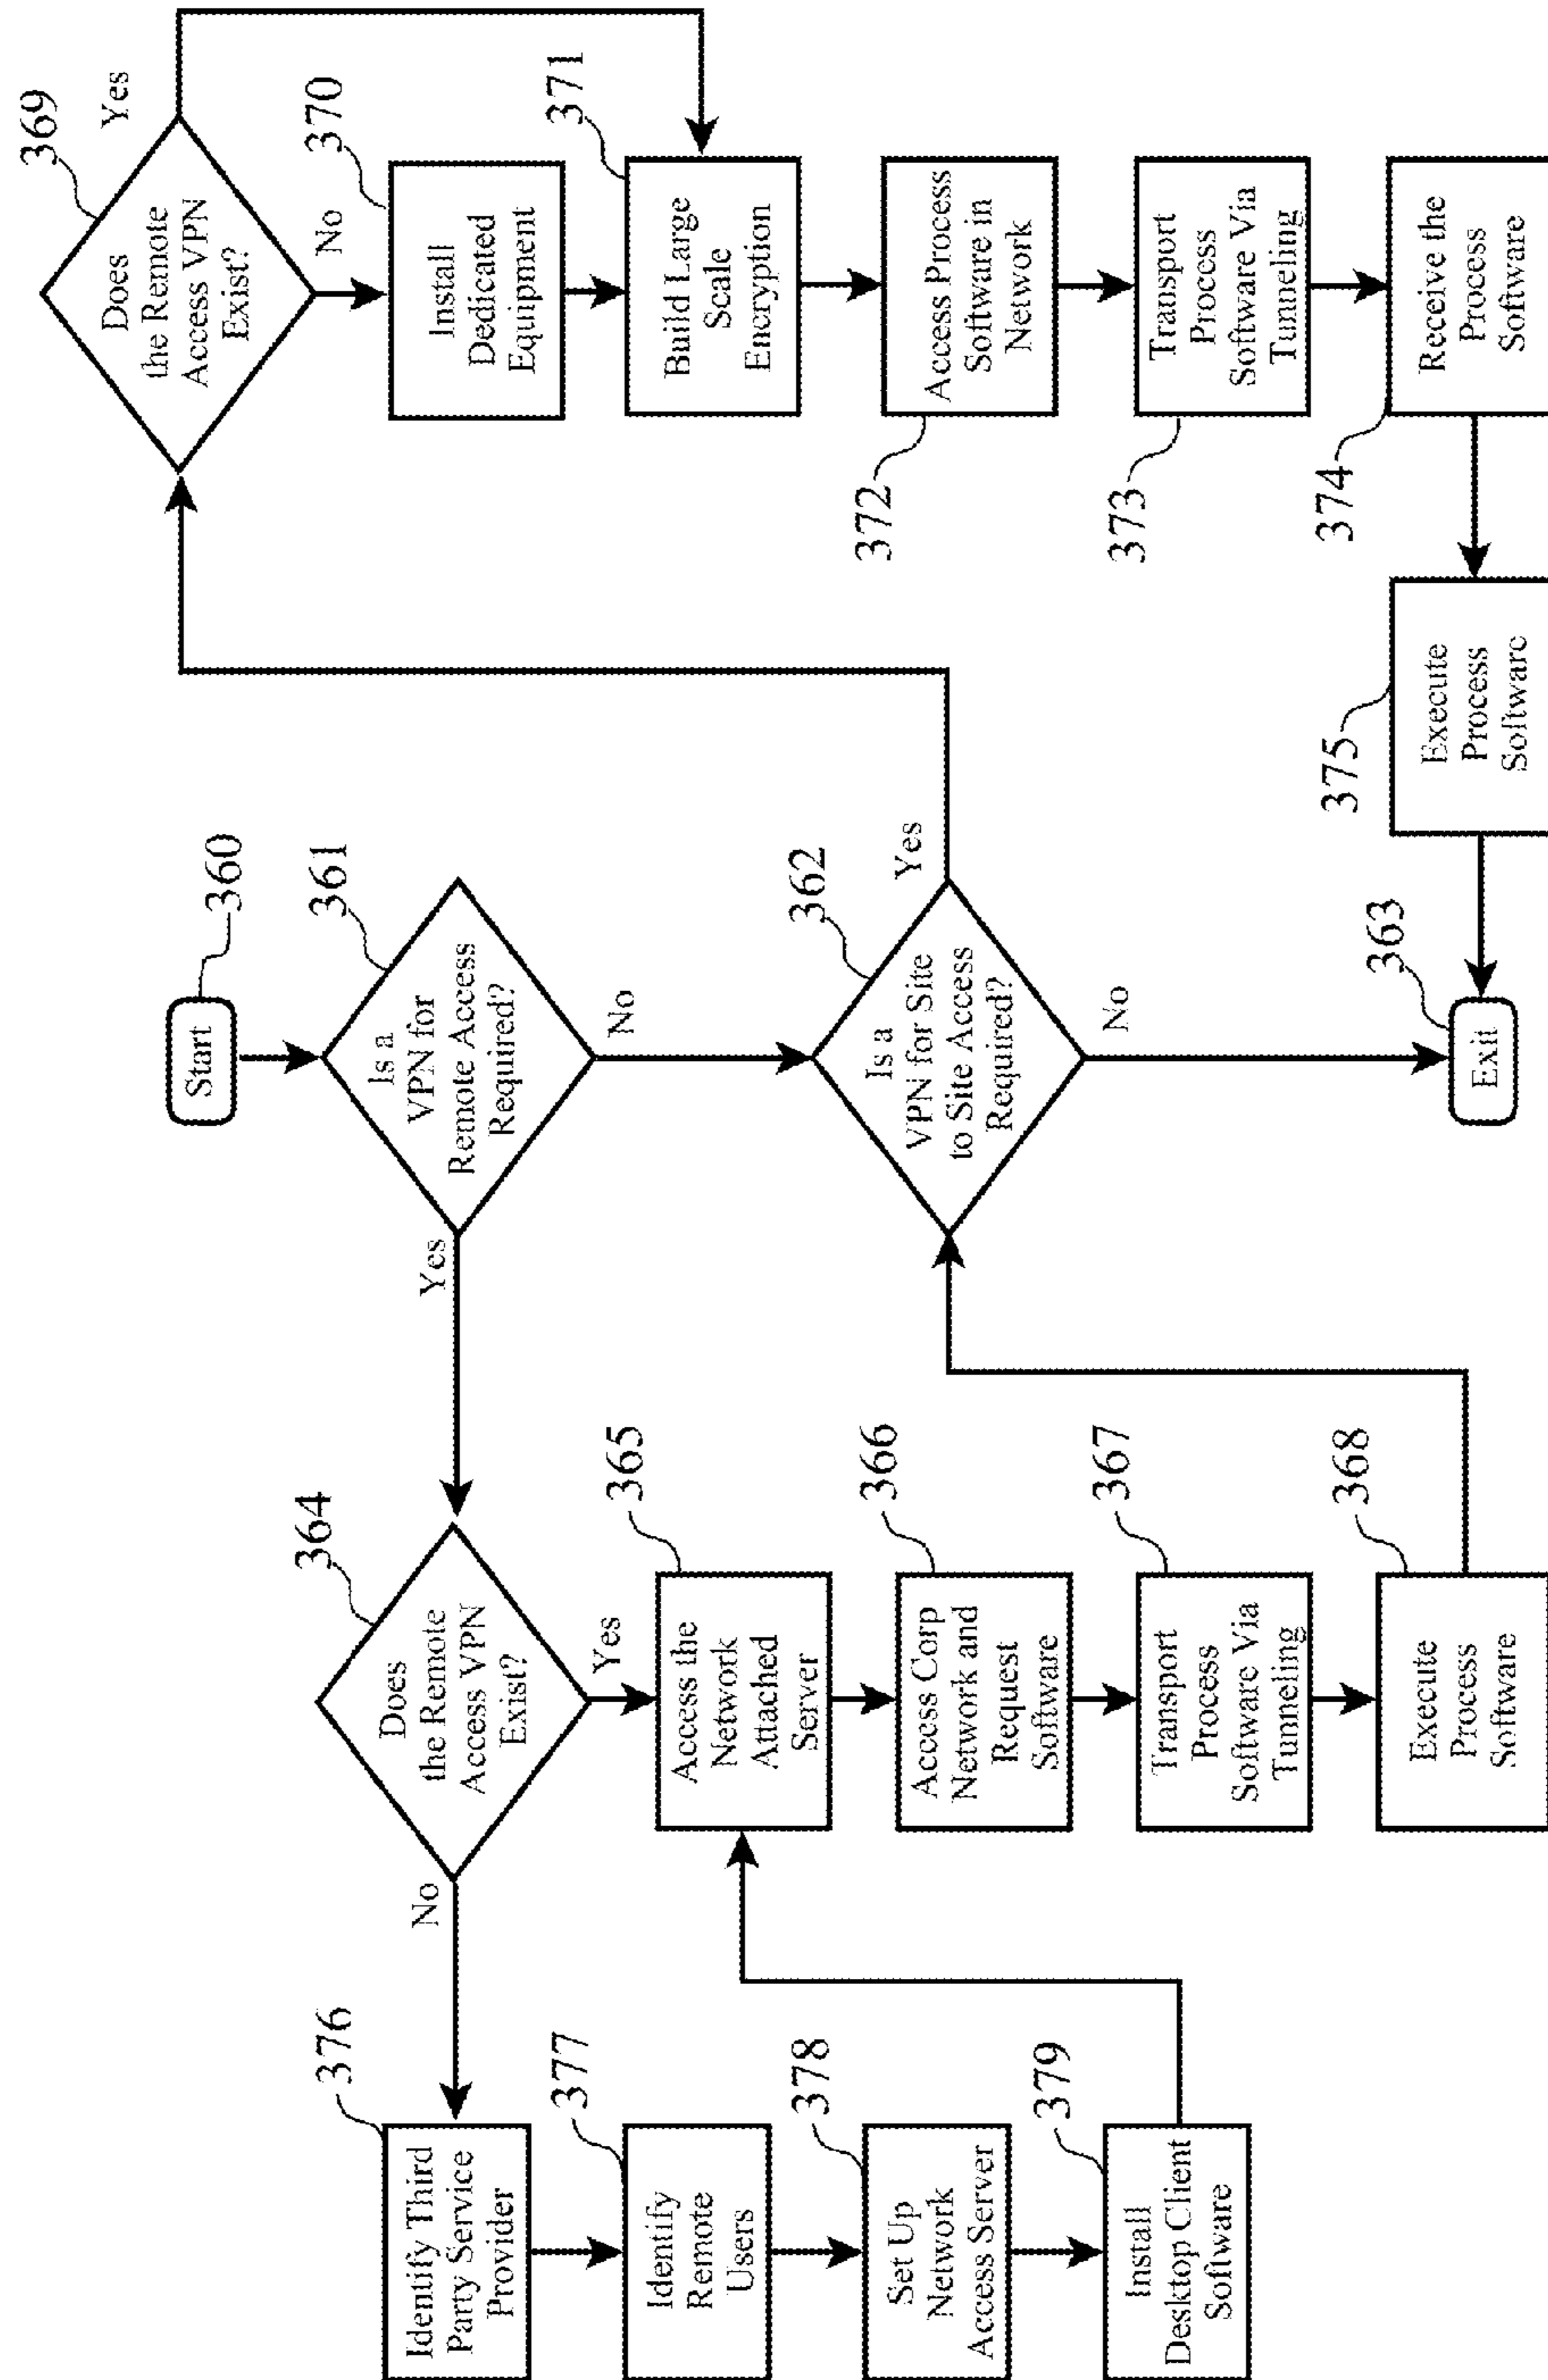 Start
360
Is a
VPN for
Remote Access
Required?
361
Yes
No
Is a
VPN for Site
to Site Access
Required?
362
Yes
No
Exit
363
Does
the Remote
Access VPN
Exist?
364
No
Yes
Access the
Network
Attached
Server
365
Access Corp
Network and
Request
Software
366
Transport
Process
Software Via
Tunneling
367
Execute
Process
Software
368
Identify Third
Party Service
Provider
376
Identify
Remote
Users
377
Set Up
Network
Access Server
378
Install
Desktop Client
Software
379
Does
the Remote
Access VPN
Exist?
369
Yes
No
Install
Dedicated
Equipment
370
Build Large
Scale
Encryption
371
Access Process
Software in
Network
372
Transport
Process
Software Via
Tunneling
373
Receive the
Process
Software
374
Execute
Process
Software
375